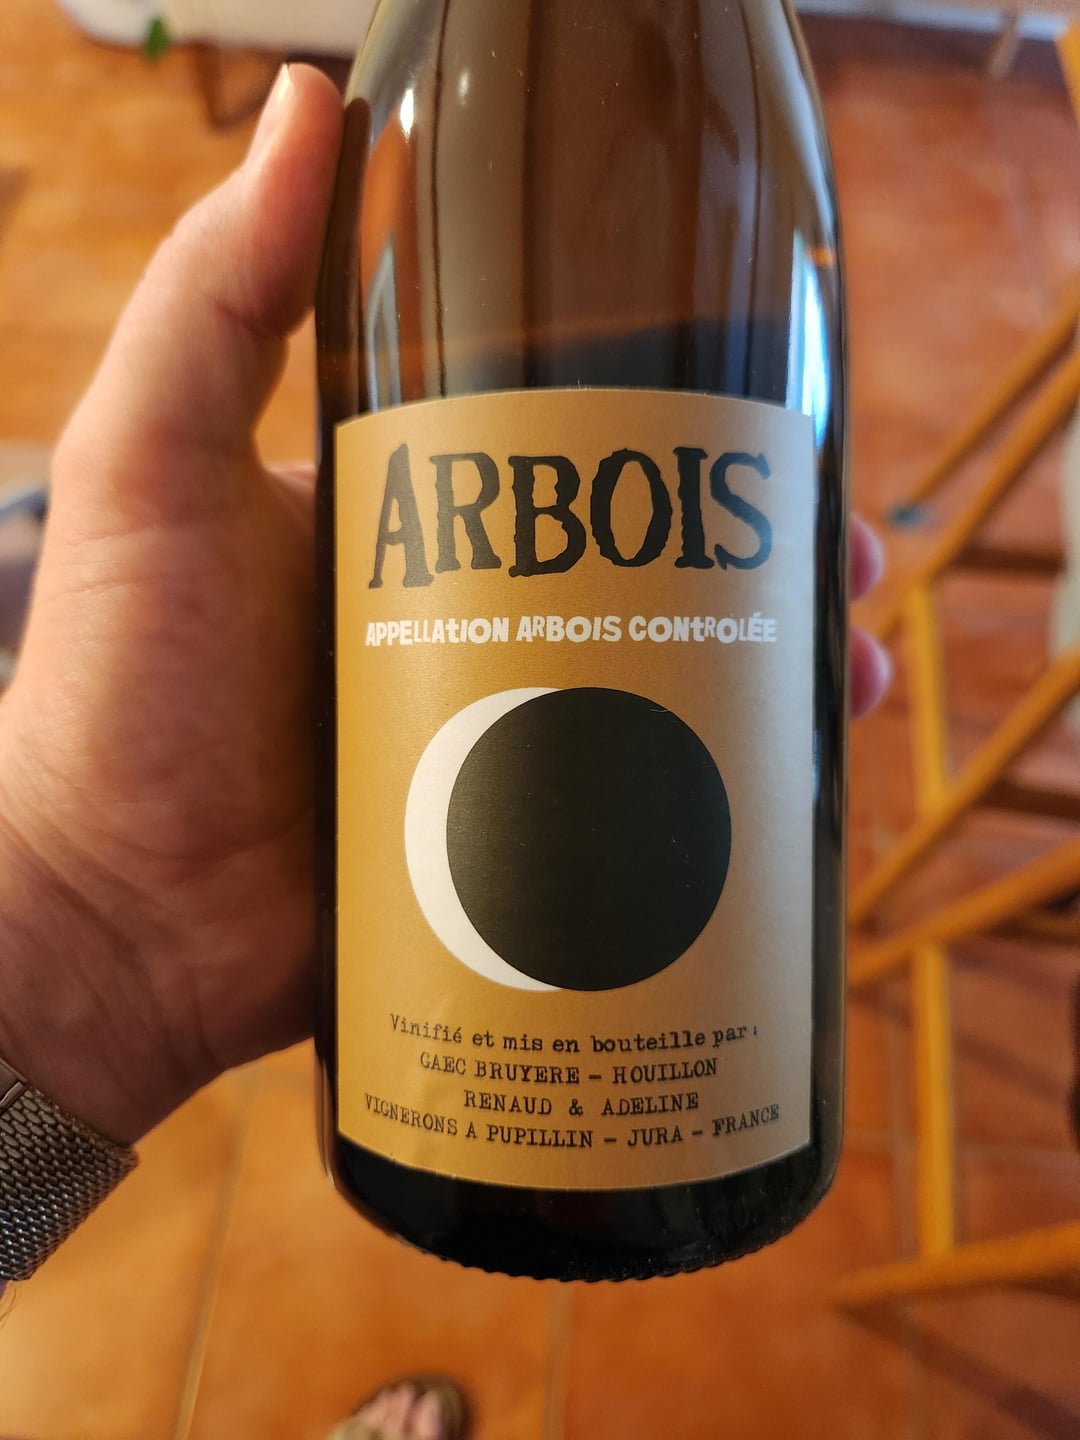 ARBOIS
APPELLAtION ARBOIS CONtROLÉE
Vinifié et mis en bouteille par :
GAEC BRUYERE - HOUILLON
RENAUD & ADELINE
VIGNERONS A PUPILLIN - JURA - FRANCE